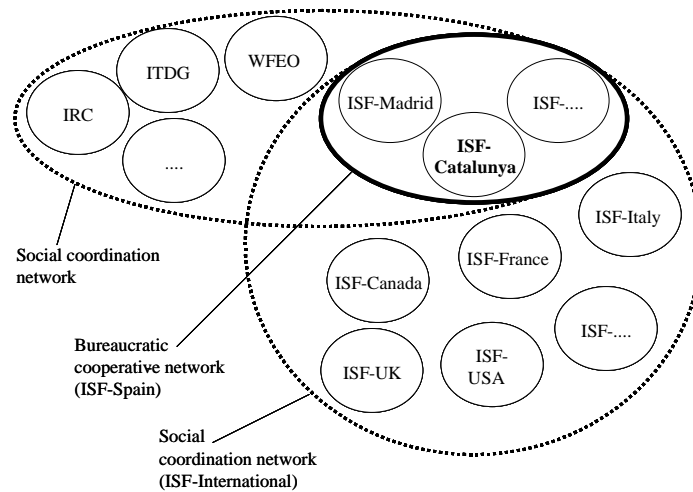 WFEO
ITDG
IRC
....
ISF-Madrid
ISF-....
ISF-
Catalunya
ISF-Italy
ISF-France
ISF-Canada
ISF-....
ISF-UK
ISF-
USA
Social coordination
network
Bureaucratic
cooperative network
(ISF-Spain)
Social
coordination network
(ISF-International)